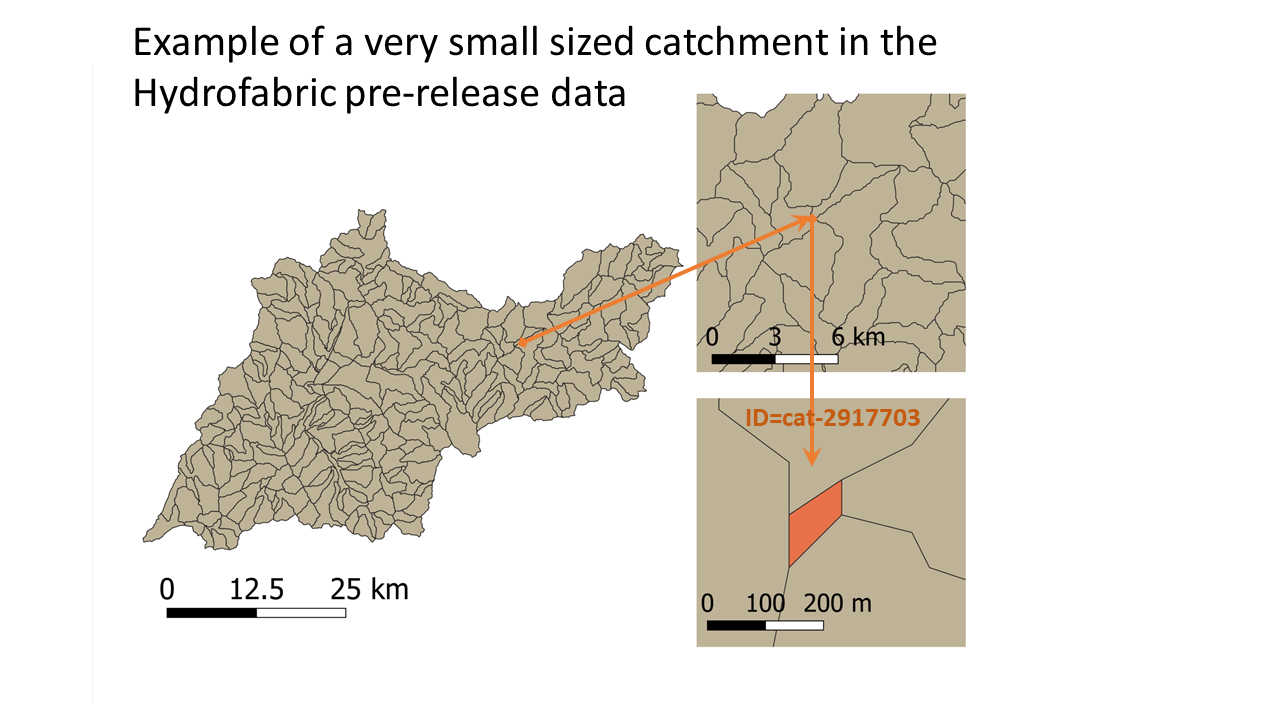 Example of a very small sized catchment in the
Hydrofabric pre-release data
0 3 6 km
ID=cat-2917703
0 12.5 25 km
0 100 200 m